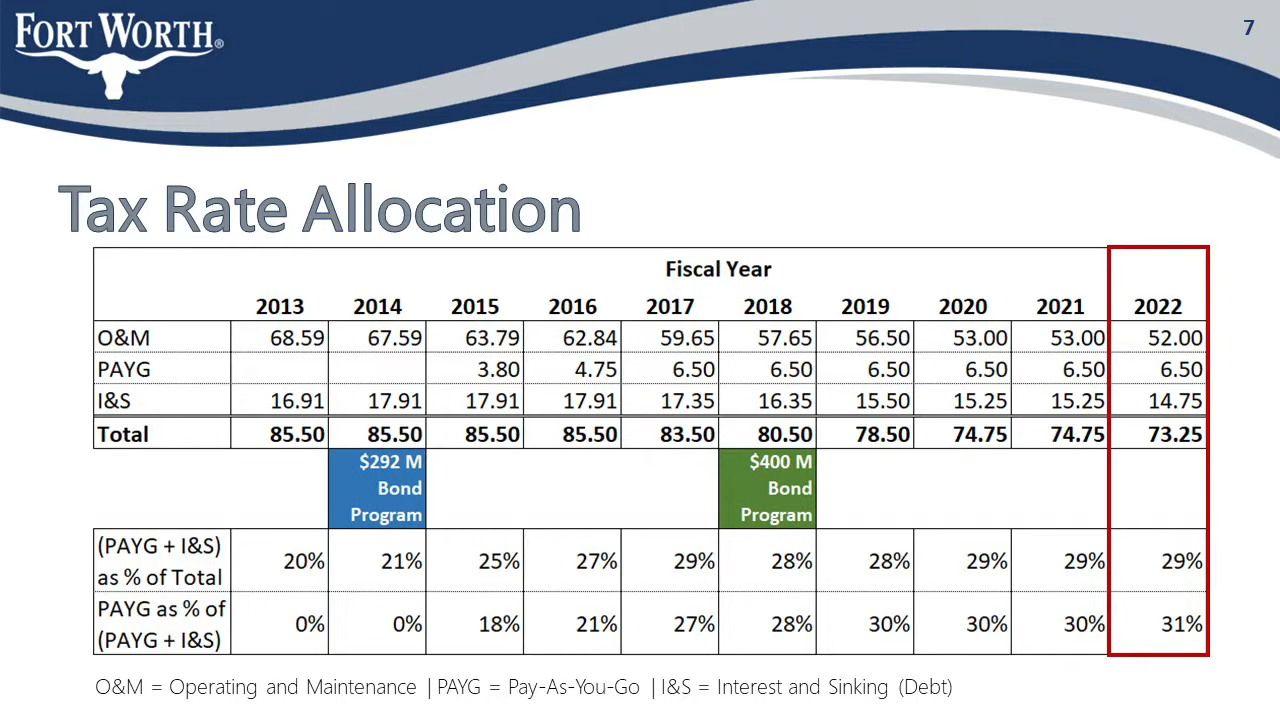 FORT WORTH®
7
Tax Rate Allocation
Fiscal Year
2013 2014 2015 2016 2017 2018 2019 2020 2021 2022
O&M 68.59 67.59 63.79 62.84 59.65 57.65 56.50 53.00 53.00 52.00
PAYG 3.80 4.75 6.50 6.50 6.50 6.50 6.50 6.50
I&S 16.91 17.91 17.91 17.91 17.35 16.35 15.50 15.25 15.25 14.75
Total 85.50 85.50 85.50 85.50 83.50 80.50 78.50 74.75 74.75 73.25
$292 M
Bond
Program
$400 M
Bond
Program
(PAYG + I&S)
as % of Total
20% 21% 25% 27% 29% 28% 28% 29% 29% 29%
PAYG as % of
(PAYG + I&S)
0% 0% 18% 21% 27% 28% 30% 30% 30% 31%
O&M = Operating and Maintenance | PAYG = Pay-As-You-Go | I&S = Interest and Sinking (Debt)